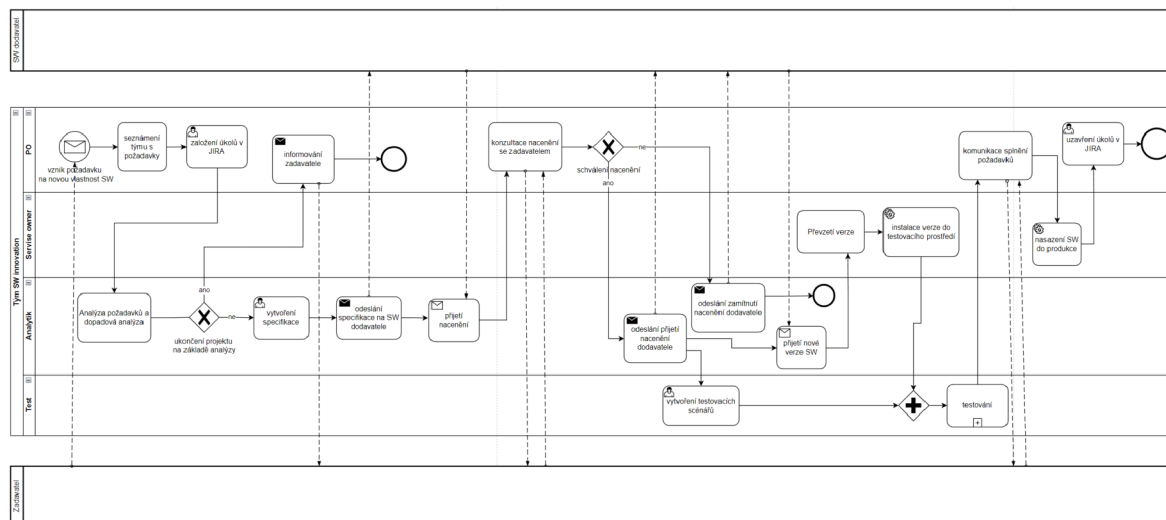 SW dodavatel
Tým SW innovation
PO
Servise owner
Analytik
Test
Zadavatel
vznik požadavku
na novou vlastnost SW
seznámení
týmu s
požadavky
založení úkolů v
JIRA
informování
zadavatele
konzultace nacenění
se zadavatelem
ne
schválení nacenění
ano
komunikace splnění
požadavků
uzavření úkolů v
JIRA
Převzetí verze
instalace verze do
testovacího prostředí
nasazení SW
do produkce
Analýza požadavků a
dopadová analýza
ano
ne
ukončení projektu
na základě analýzy
vytvoření
specifikace
odeslání
specifikace na SW
dodavatele
přijetí
nacenění
odeslání přijetí
nacenění
dodavatele
odeslání zamítnutí
nacenění dodavatele
přijetí nové
verze SW
vytvoření testovacích
scénářů
testování